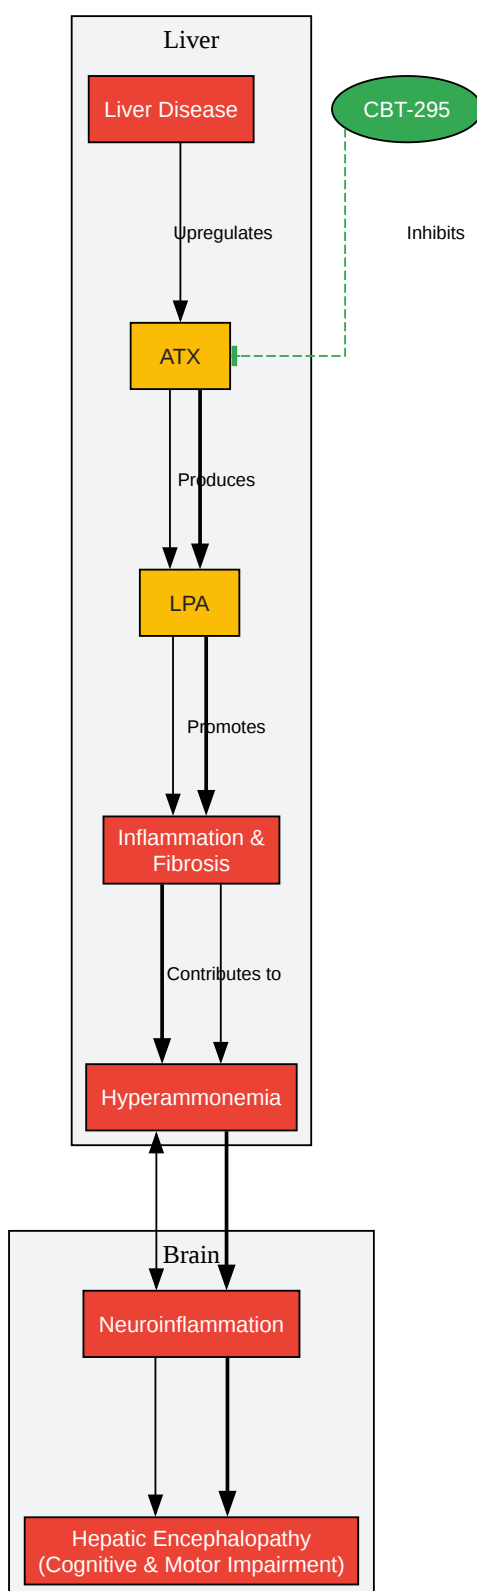 Liver
Liver Disease
CBT-295
Upregulates
Inhibits
ATX
Produces
LPA
Promotes
Inflammation &
Fibrosis
Contributes to
Hyperammonemia
Brain
Neuroinflammation
Hepatic Encephalopathy
(Cognitive & Motor Impairment)